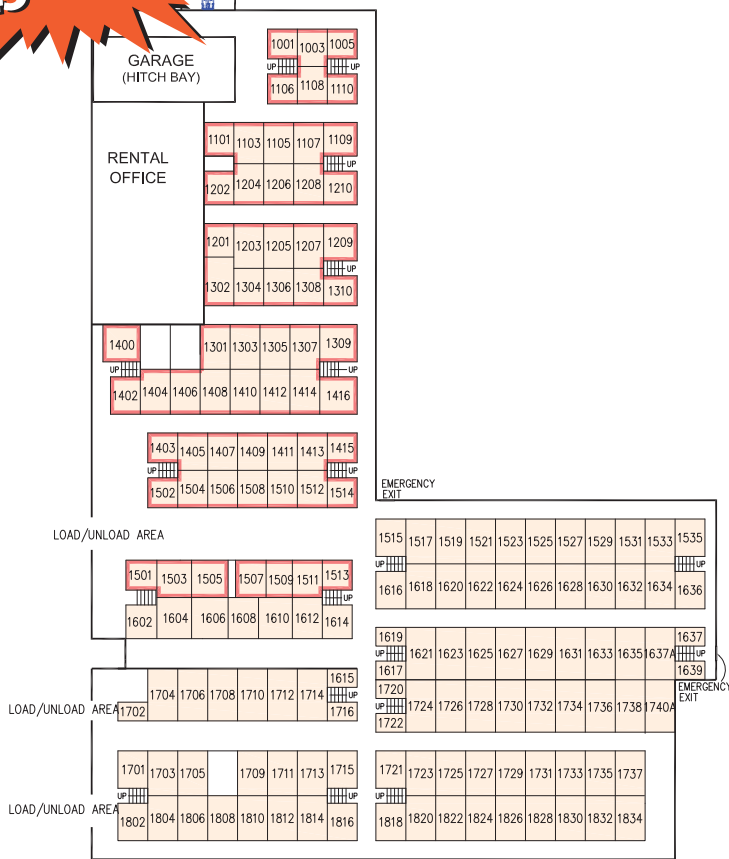 GARAGE
(HITCH BAY)
1001 1003 1005
UP
1106 1108 1110
RENTAL
OFFICE
1101 1103 1105 1107 1109
UP
1202 1204 1206 1208 1210
1201 1203 1205 1207 1209
UP
1302 1304 1306 1308 1310
1400 1301 1303 1305 1307 1309
UP UP
1402 1404 1406 1408 1410 1412 1414 1416
1403 1405 1407 1409 1411 1413 1415
UP UP
1502 1504 1506 1508 1510 1512 1514
EMERGENCY
EXIT
LOAD/UNLOAD AREA
1515 1517 1519 1521 1523 1525 1527 1529 1531 1533 1535
UP UP
1616 1618 1620 1622 1624 1626 1628 1630 1632 1634 1636
1501 1503 1505 1507 1509 1511 1513
UP
1602 1604 1606 1608 1610 1612 1614
1619 1621 1623 1625 1627 1629 1631 1633 1635 1637A 1637
UP UP
1617 1639
EMERGENCY
EXIT
1615
1704 1706 1708 1710 1712 1714 UP
LOAD/UNLOAD AREA 1702 1716
1720
UP 1724 1726 1728 1730 1732 1734 1736 1738 1740A
1722
1701 1703 1705 1709 1711 1713 1715
UP UP
LOAD/UNLOAD AREA
1802 1804 1806 1808 1810 1812 1814 1816
1721 1723 1725 1727 1729 1731 1733 1735 1737
UP
1818 1820 1822 1824 1826 1828 1830 1832 1834